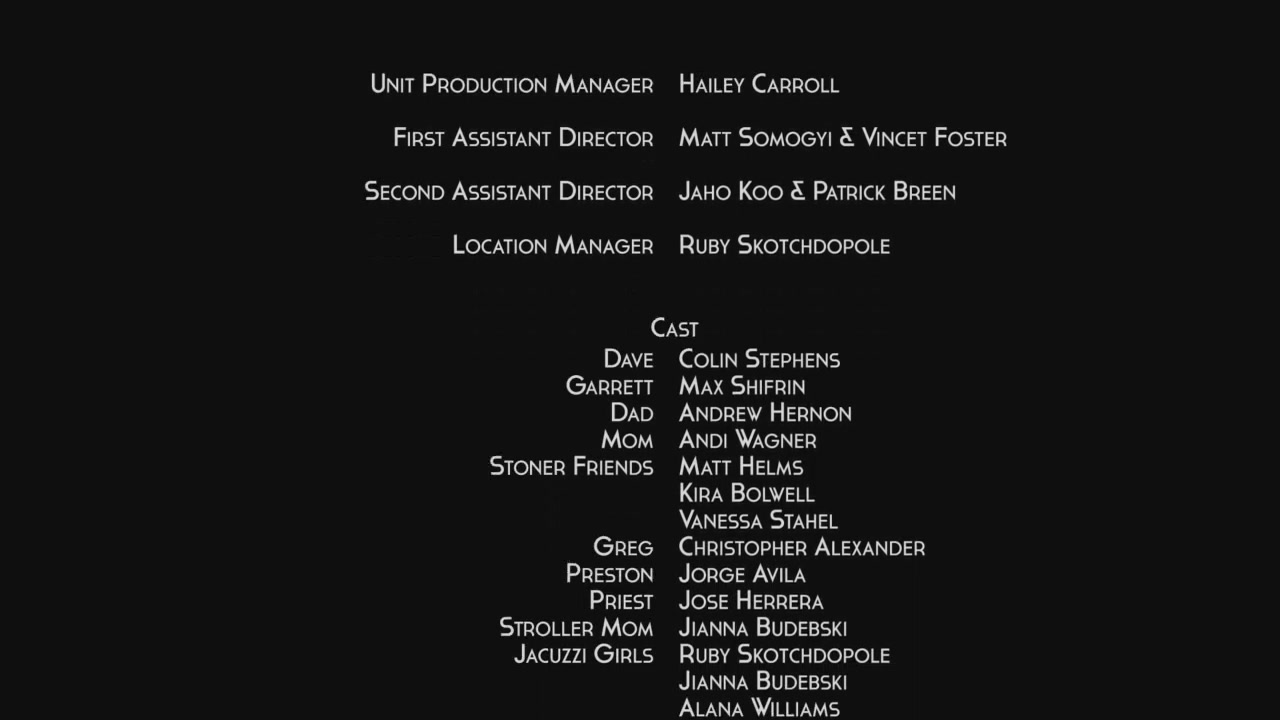 Unit Production Manager Hailey Carroll
First Assistant Director Matt Somogyi & Vincet Foster
Second Assistant Director Jaho Koo & Patrick Breen
Location Manager Ruby Skotchdopole
Cast
Dave Colin Stephens
Garrett Max Shifrin
Dad Andrew Hernon
Mom Andi Wagner
Stoner Friends Matt Helms
Kira Bolwell
Vanessa Stahel
Greg Christopher Alexander
Preston Jorge Avila
Priest Jose Herrera
Stroller Mom Jianna Budebski
Jacuzzi Girls Ruby Skotchdopole
Jianna Budebski
Alana Williams